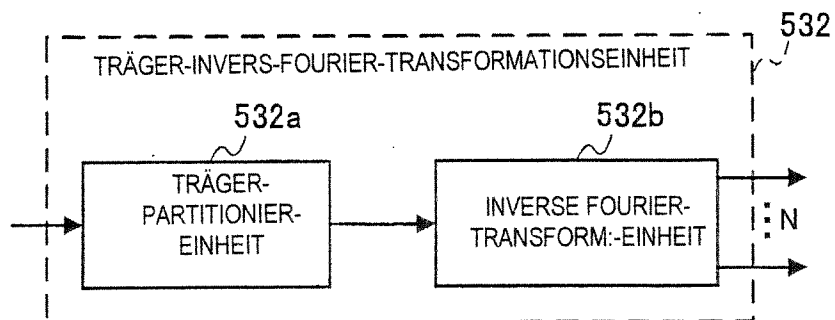 532
TRÄGER-INVERS-FOURIER-TRANSFORMATIONSEINHEIT
532a
532b
TRÄGER-
PARTITIONIER-
EINHEIT
INVERSE FOURIER-
TRANSFORM:-EINHEIT
N